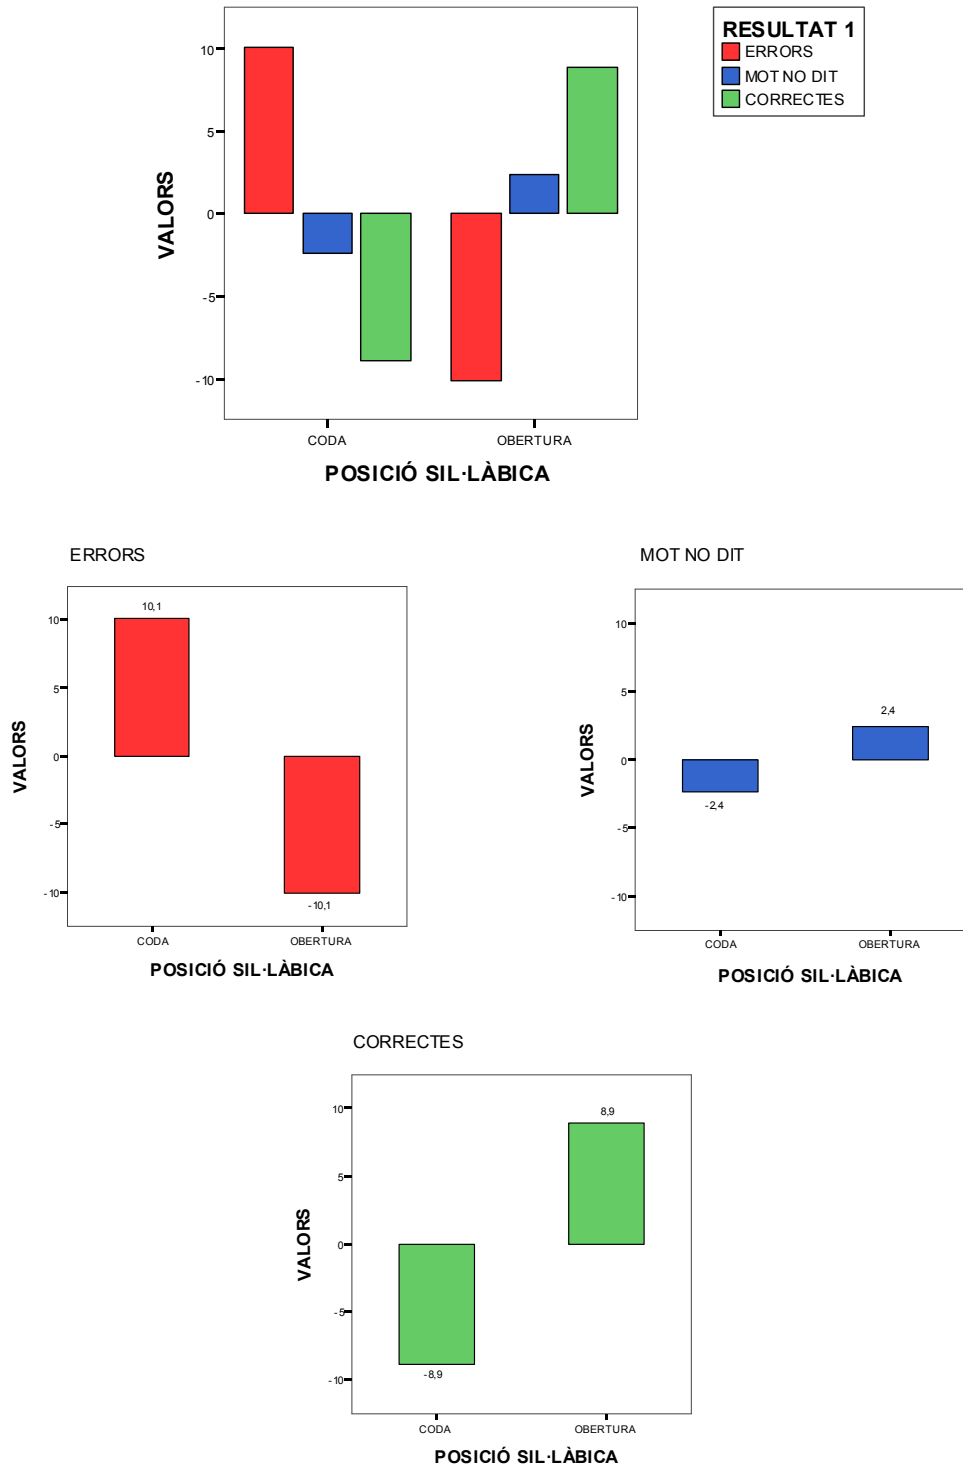 RESULTAT 1
ERRORS
MOT NO DIT
CORRECTES
VALORS
10
5
0
-5
-10
CODA
OBERTURA
POSICIÓ SIL·LÀBICA
ERRORS
VALORS
10
5
0
-5
-10
10,1
-10,1
CODA
OBERTURA
POSICIÓ SIL·LÀBICA
MOT NO DIT
VALORS
10
5
0
-5
-10
-2,4
2,4
CODA
OBERTURA
POSICIÓ SIL·LÀBICA
CORRECTES
VALORS
10
5
0
-5
-10
-8,9
8,9
CODA
OBERTURA
POSICIÓ SIL·LÀBICA